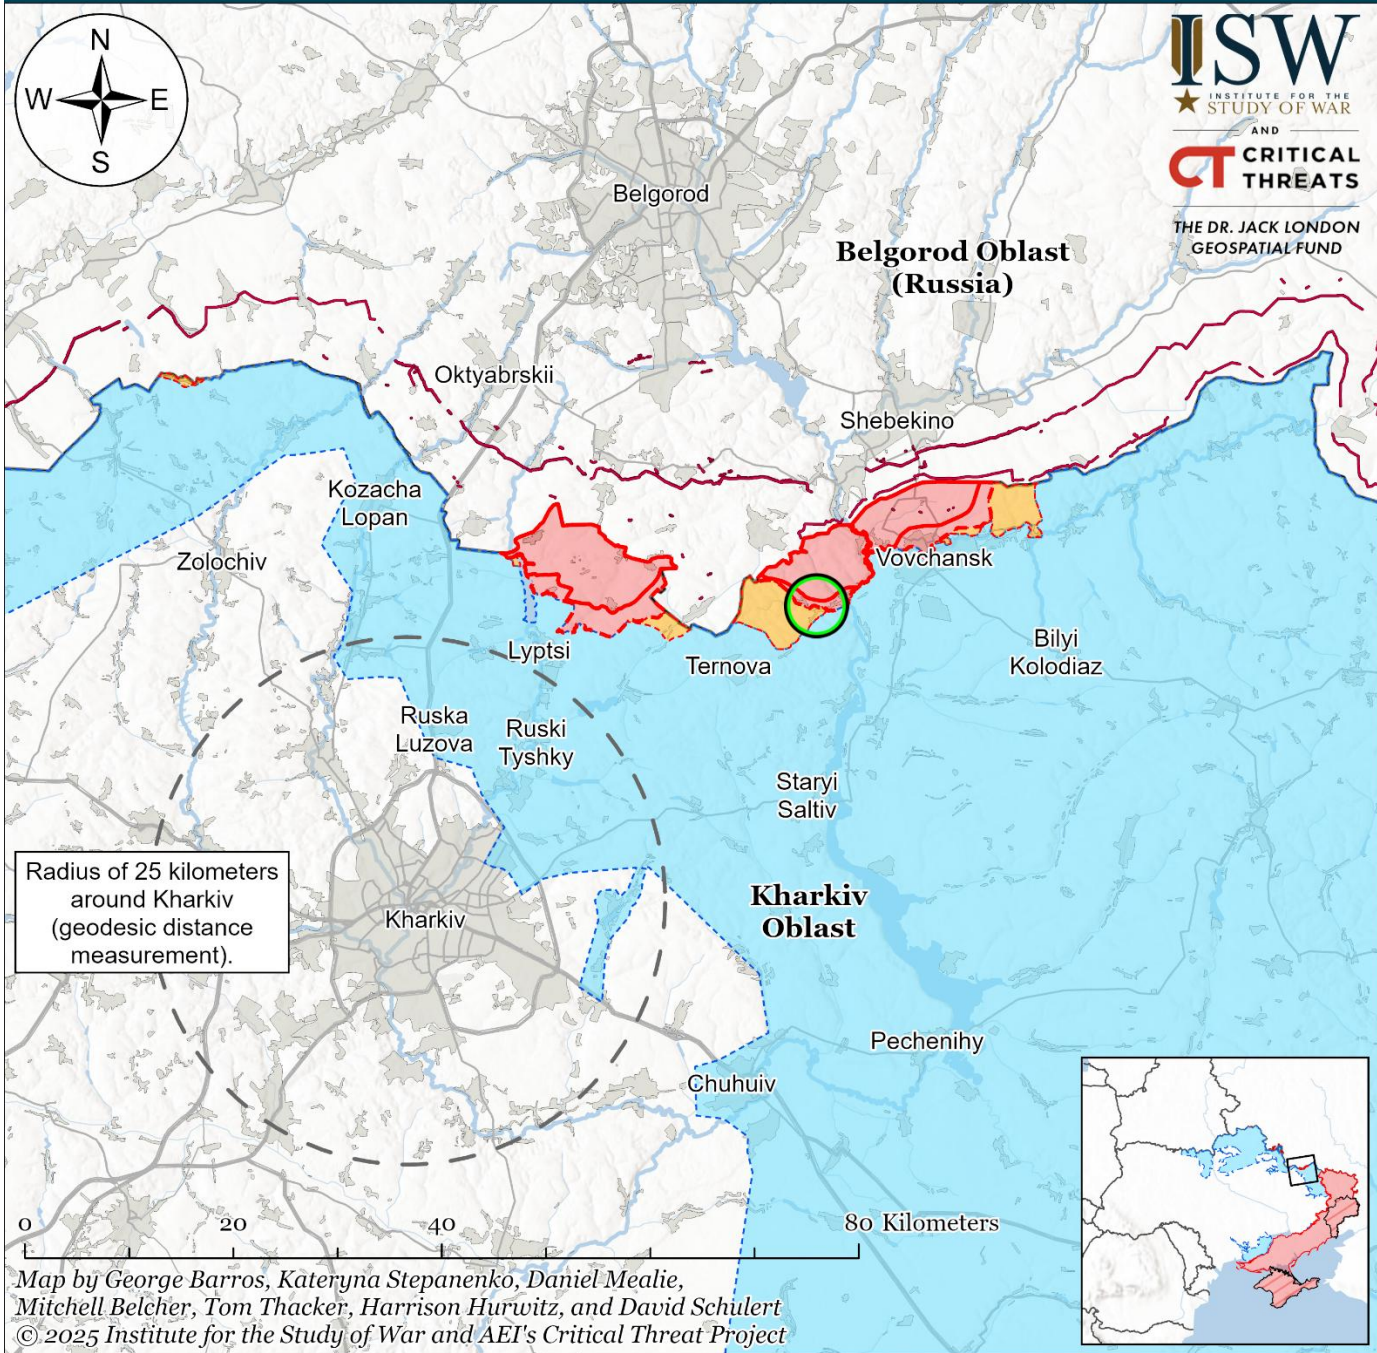 N
W
E
S
ISW
INSTITUTE FOR THE
STUDY OF WAR
AND
CT CRITICAL
THREATS
THE DR. JACK LONDON
GEOSPATIAL FUND
Belgorod
Belgorod Oblast
(Russia)
Oktyabrskii
Shebekino
Kozacha
Lopan
Zolochiv
Vovchansk
Lyptsi
Ternova
Bilyi
Kolodiaz
Ruska
Luzova
Ruski
Tyshky
Staryi
Saltiv
Radius of 25 kilometers
around Kharkiv
(geodesic distance
measurement).
Kharkiv
Kharkiv
Oblast
Pechenihy
Chuhuiv
0 20 40 80 Kilometers
Map by George Barros, Kateryna Stepanenko, Daniel Mealie,
Mitchell Belcher, Tom Thacker, Harrison Hurwitz, and David Schulert
© 2025 Institute for the Study of War and AEI's Critical Threat Project